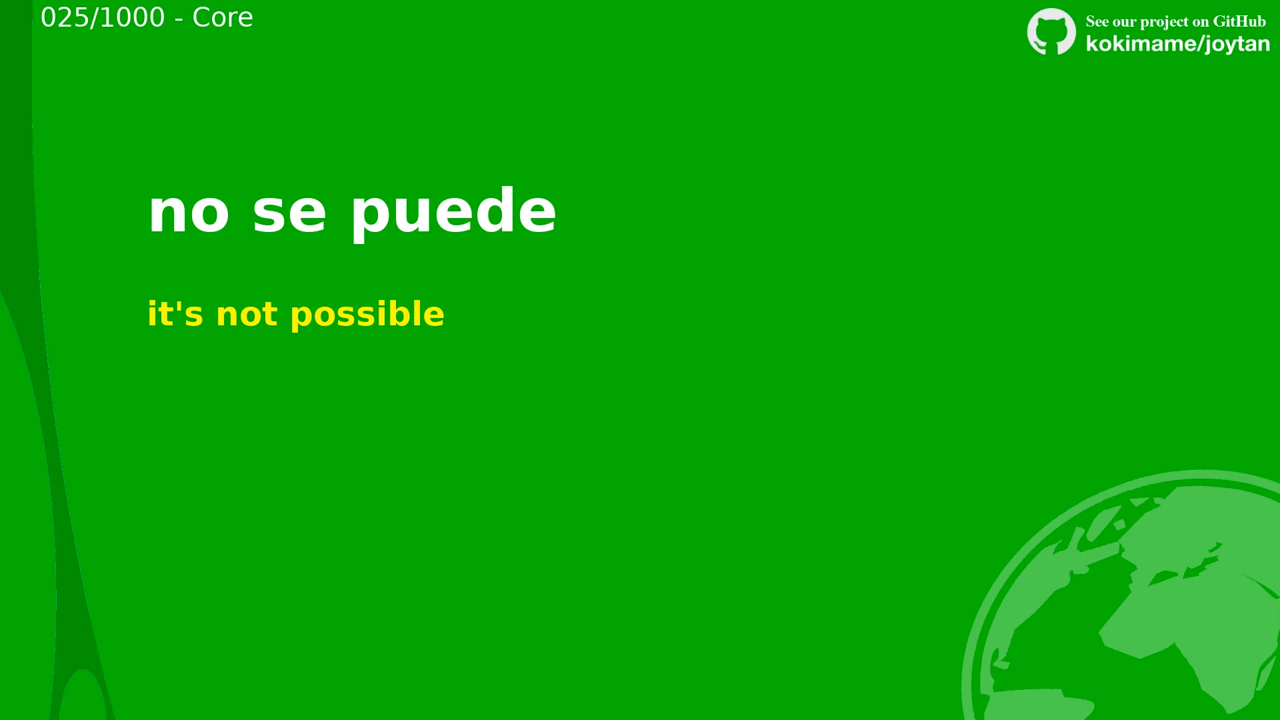 025/1000 - Core
See our project on GitHub
kokimame/joytan
no se puede
it's not possible